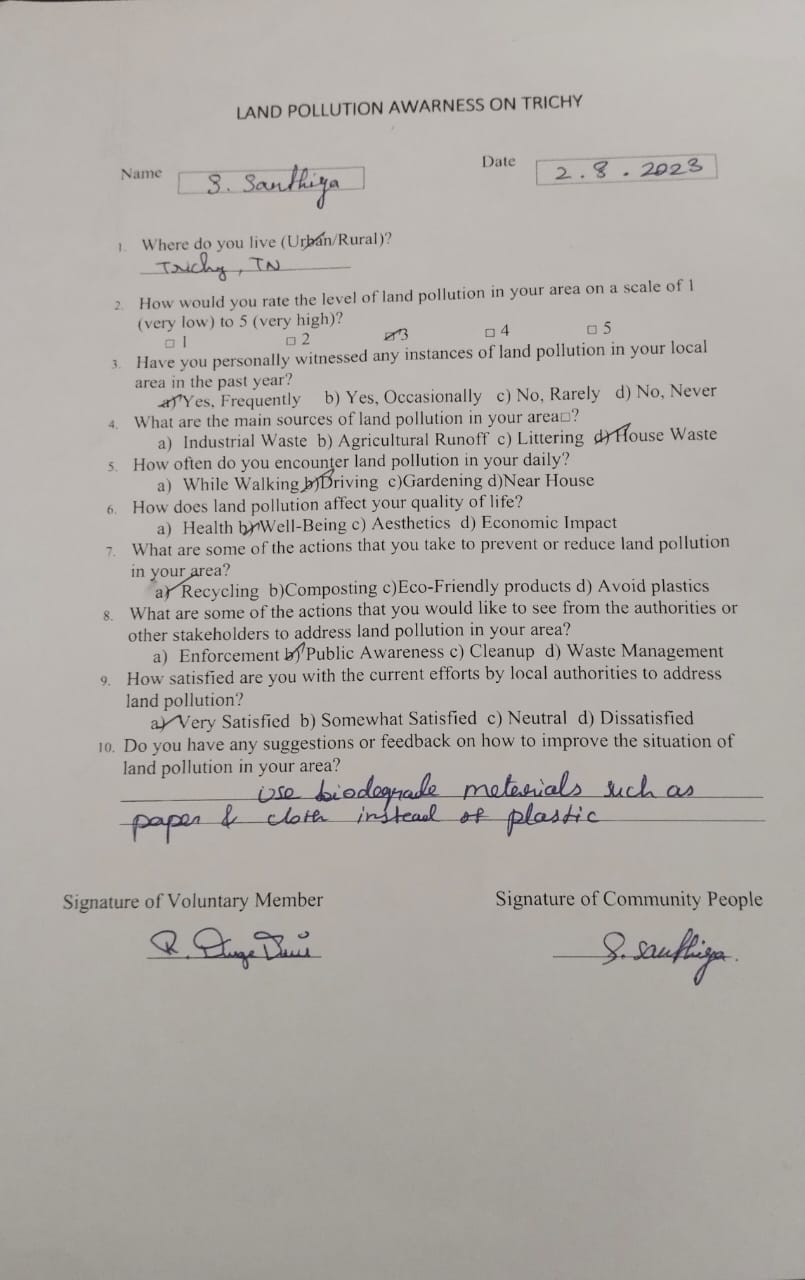 LAND POLLUTION AWARNESS ON TRICHY
Name S. Santhiya Date 2.8.2023
1. Where do you live (Urban/Rural)?
Trichy, TN
2. How would you rate the level of land pollution in your area on a scale of 1
(very low) to 5 (very high)?
□ 1 □ 2 □ 3 □ 4 □ 5
3. Have you personally witnessed any instances of land pollution in your local
area in the past year?
a) Yes, Frequently b) Yes, Occasionally c) No, Rarely d) No, Never
4. What are the main sources of land pollution in your area□?
a) Industrial Waste b) Agricultural Runoff c) Littering d) House Waste
5. How often do you encounter land pollution in your daily?
a) While Walking b)Driving c)Gardening d)Near House
6. How does land pollution affect your quality of life?
a) Health b) Well-Being c) Aesthetics d) Economic Impact
7. What are some of the actions that you take to prevent or reduce land pollution
in your area?
a) Recycling b)Composting c)Eco-Friendly products d) Avoid plastics
8. What are some of the actions that you would like to see from the authorities or
other stakeholders to address land pollution in your area?
a) Enforcement b) Public Awareness c) Cleanup d) Waste Management
9. How satisfied are you with the current efforts by local authorities to address
land pollution?
a) Very Satisfied b) Somewhat Satisfied c) Neutral d) Dissatisfied
10. Do you have any suggestions or feedback on how to improve the situation of
land pollution in your area?
use biodegrade meterials such as
paper & cloth instead of plastic
Signature of Voluntary Member Signature of Community People
R. S. Santhiya.